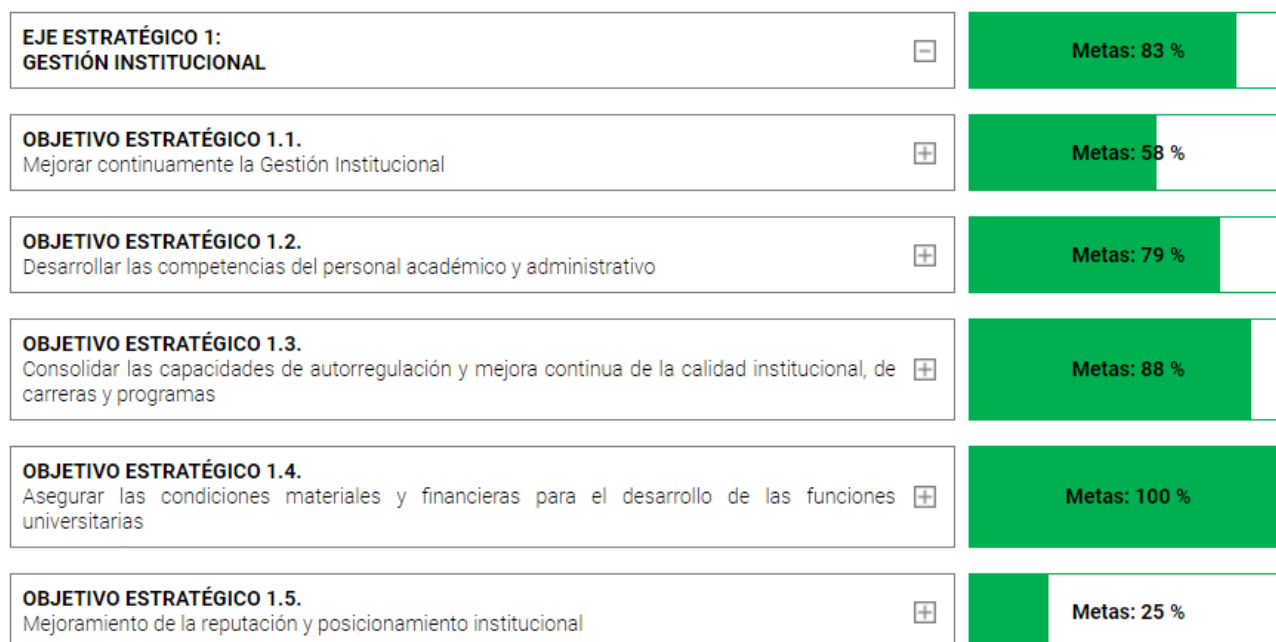 EJE ESTRATÉGICO 1:
GESTIÓN INSTITUCIONAL
Metas: 83 %
OBJETIVO ESTRATÉGICO 1.1.
Mejorar continuamente la Gestión Institucional
Metas: 58 %
OBJETIVO ESTRATÉGICO 1.2.
Desarrollar las competencias del personal académico y administrativo
Metas: 79 %
OBJETIVO ESTRATÉGICO 1.3.
Consolidar las capacidades de autorregulación y mejora continua de la calidad institucional, de
carreras y programas
Metas: 88 %
OBJETIVO ESTRATÉGICO 1.4.
Asegurar las condiciones materiales y financieras para el desarrollo de las funciones
universitarias
Metas: 100 %
OBJETIVO ESTRATÉGICO 1.5.
Mejoramiento de la reputación y posicionamiento institucional
Metas: 25 %